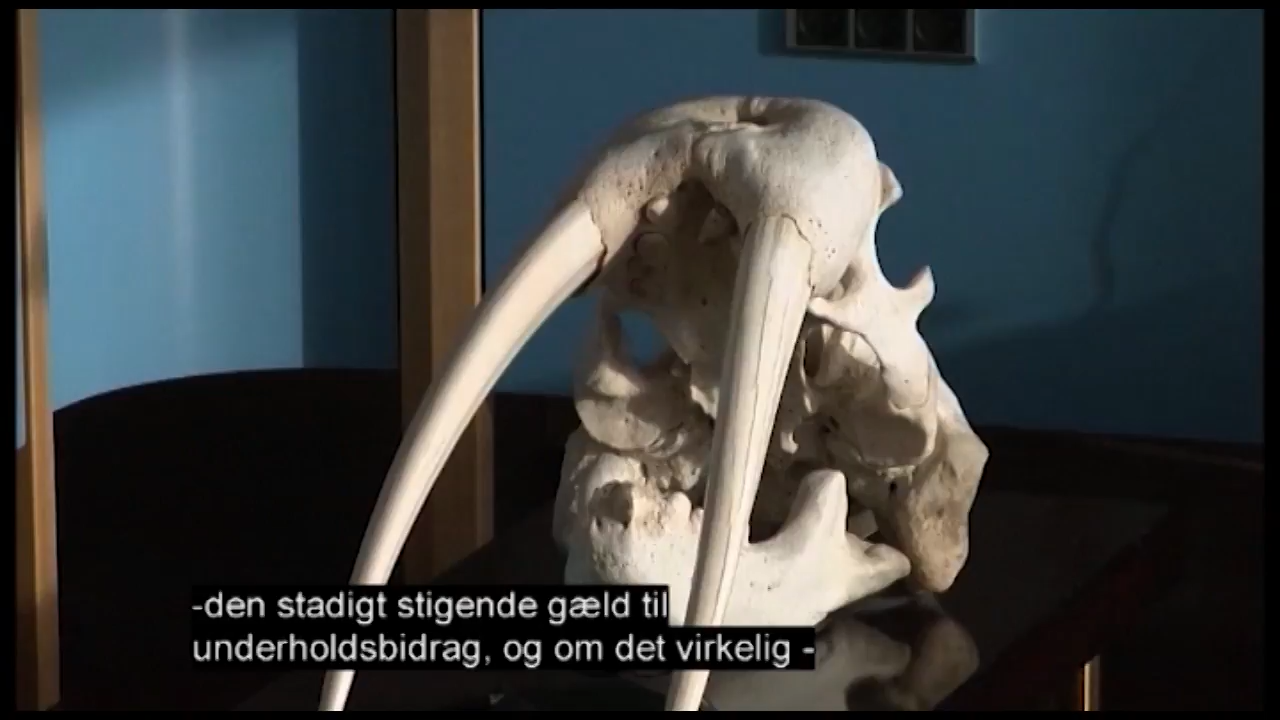 -den stadigt stigende gæld til
underholdsbidrag, og om det virkelig -